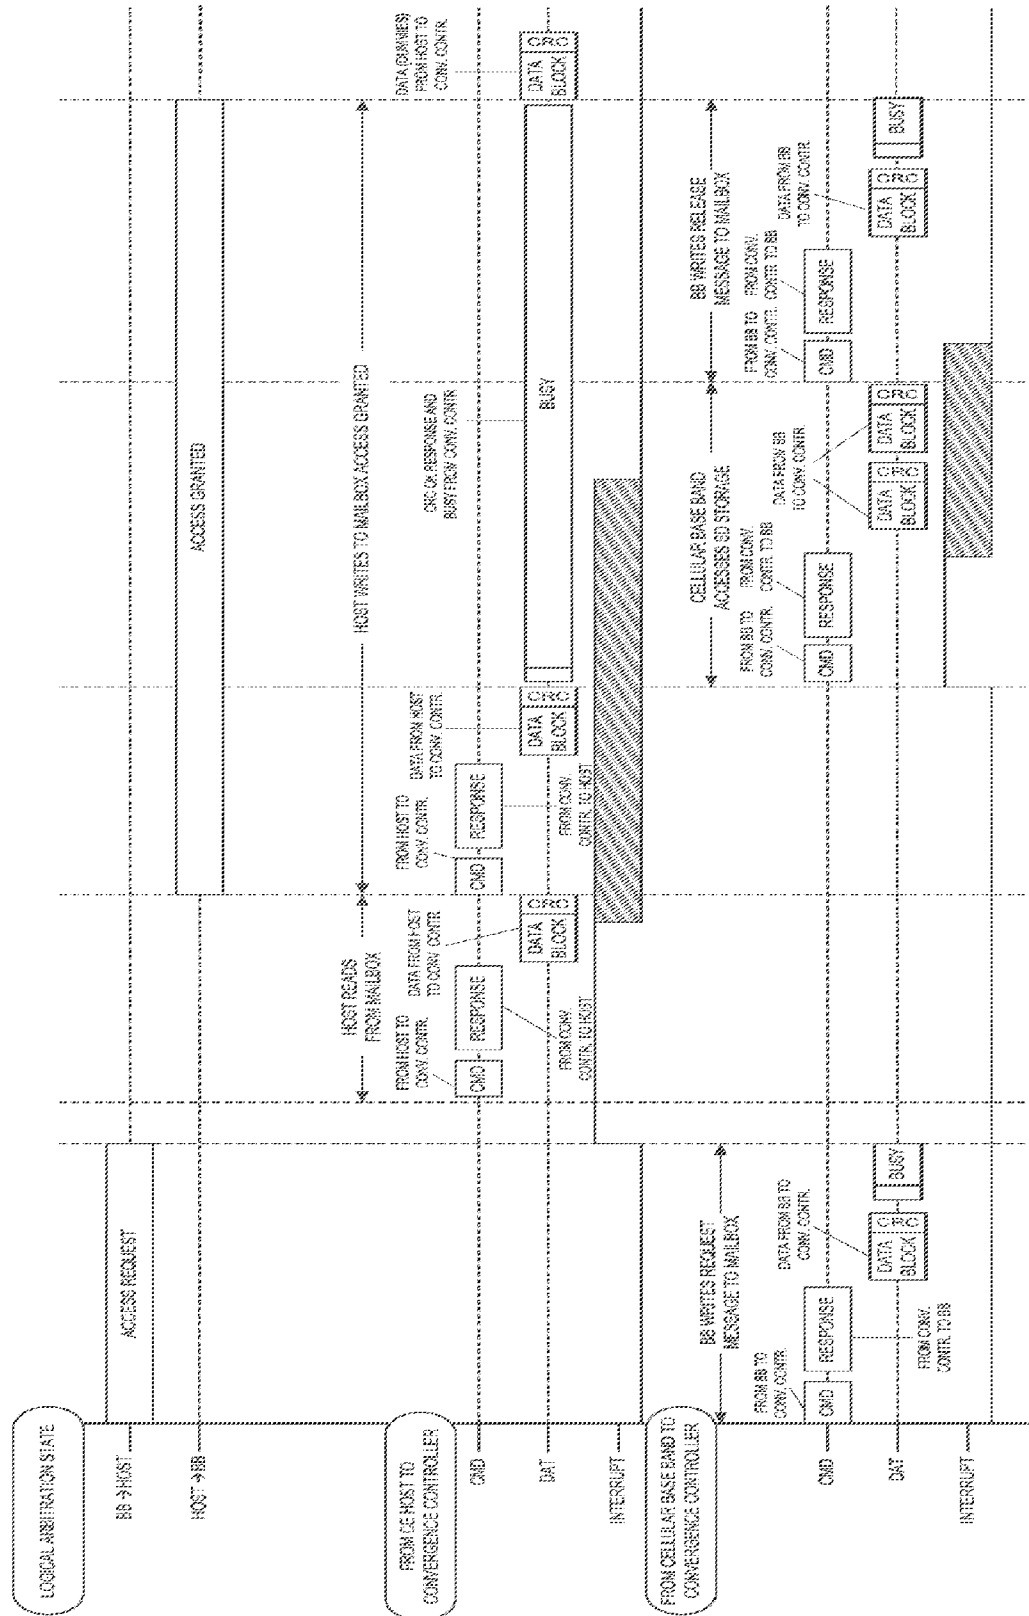 LOGICAL ARBITRATION STATE
BB → HOST
ACCESS REQUEST
HOST → BB
ACCESS GRANTED
HOST READS
FROM MAILBOX
HOST WRITES TO MAILBOX ACCESS GRANTED
FROM CE HOST TO
CONVERGENCE CONTROLLER
FROM HOST TO
CONV. CONTR.
DATA FROM HOST
TO CONV. CONTR.
FROM HOST TO
CONV. CONTR.
DATA FROM HOST
TO CONV. CONTR.
CRC OK RESPONSE AND
BUSY FROM CONV. CONTR
DATA (DUMMIES)
FROM HOST TO
CONV. CONTR.
CMD
CMD
RESPONSE
CMD
RESPONSE
DAT
DATA
BLOCK
CRC
DATA
BLOCK
CRC
BUSY
DATA
BLOCK
CRC
FROM CONV.
CONTR. TO HOST
FROM CONV.
CONTR. TO HOST
INTERRUPT
FROM CELLULAR BASE BAND TO
CONVERGENCE CONTROLLER
BB WRITES REQUEST
MESSAGE TO MAILBOX
CELLULAR BASE BAND
ACCESSES SD STORAGE
BB WRITES RELEASE
MESSAGE TO MAILBOX
FROM BB TO
CONV. CONTR.
DATA FROM BB TO
CONV. CONTR.
FROM BB TO
CONV. CONTR.
FROM CONV.
CONTR. TO BB
DATA FROM BB
TO CONV. CONTR.
FROM BB TO
CONV. CONTR.
FROM CONV.
CONTR. TO BB
DATA FROM BB
TO CONV. CONTR.
CMD
CMD
RESPONSE
CMD
RESPONSE
CMD
RESPONSE
DAT
DATA
BLOCK
CRC
BUSY
DATA
BLOCK
CRC
DATA
BLOCK
CRC
DATA
BLOCK
CRC
BUSY
FROM CONV.
CONTR. TO BB
INTERRUPT